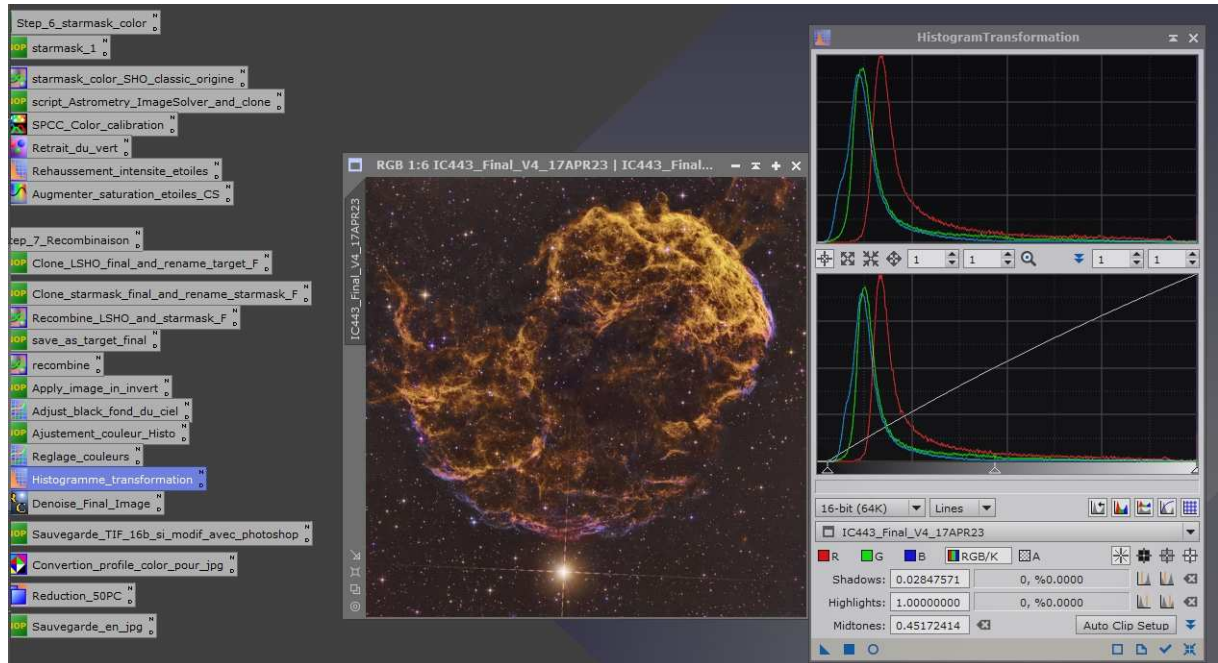 Step_6_starmask_color
starmask_1
starmask_color_SHO_classic_origine
script_Astrometry_ImageSolver_and_clone
SPCC_Color_calibration
Retrait_du_vert
Rehaussement_intensite_etoiles
Augmenter_saturation_etoiles_CS
tep_7_Recombinaison
Clone_LSHO_final_and_rename_target_F
Clone_starmask_final_and_rename_starmask_F
Recombine_LSHO_and_starmask_F
save_as_target_final
recombine
Apply_image_in_invert
Adjust_black_fond_du_ciel
Ajustement_couleur_Histo
Reglage_couleurs
Histogramme_transformation
Denoise_Final_Image
Sauvegarde_TIF_16b_si_modif_avec_photoshop
Convertion_profile_color_pour_jpg
Reduction_50PC
Sauvegarde_en_jpg
RGB 1:6 IC443_Final_V4_17APR23 | IC443_Final...
IC443_Final_V4_17APR23
HistogramTransformation
1 1 1 1
16-bit (64K) Lines
IC443_Final_V4_17APR23
R G B RGB/K A
Shadows: 0.02847571 0, %0.0000
Highlights: 1.00000000 0, %0.0000
Midtones: 0.45172414 Auto Clip Setup